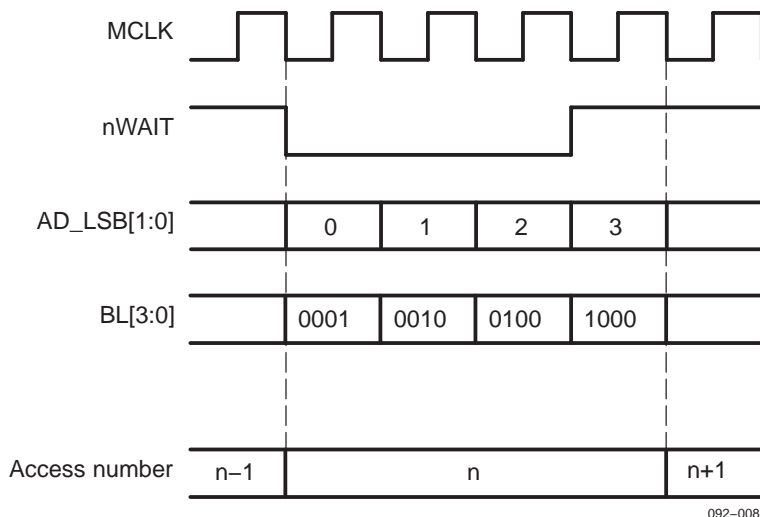 MCLK
nWAIT
AD_LSB[1:0] 0 1 2 3
BL[3:0] 0001 0010 0100 1000
Access number n−1 n n+1
092−008